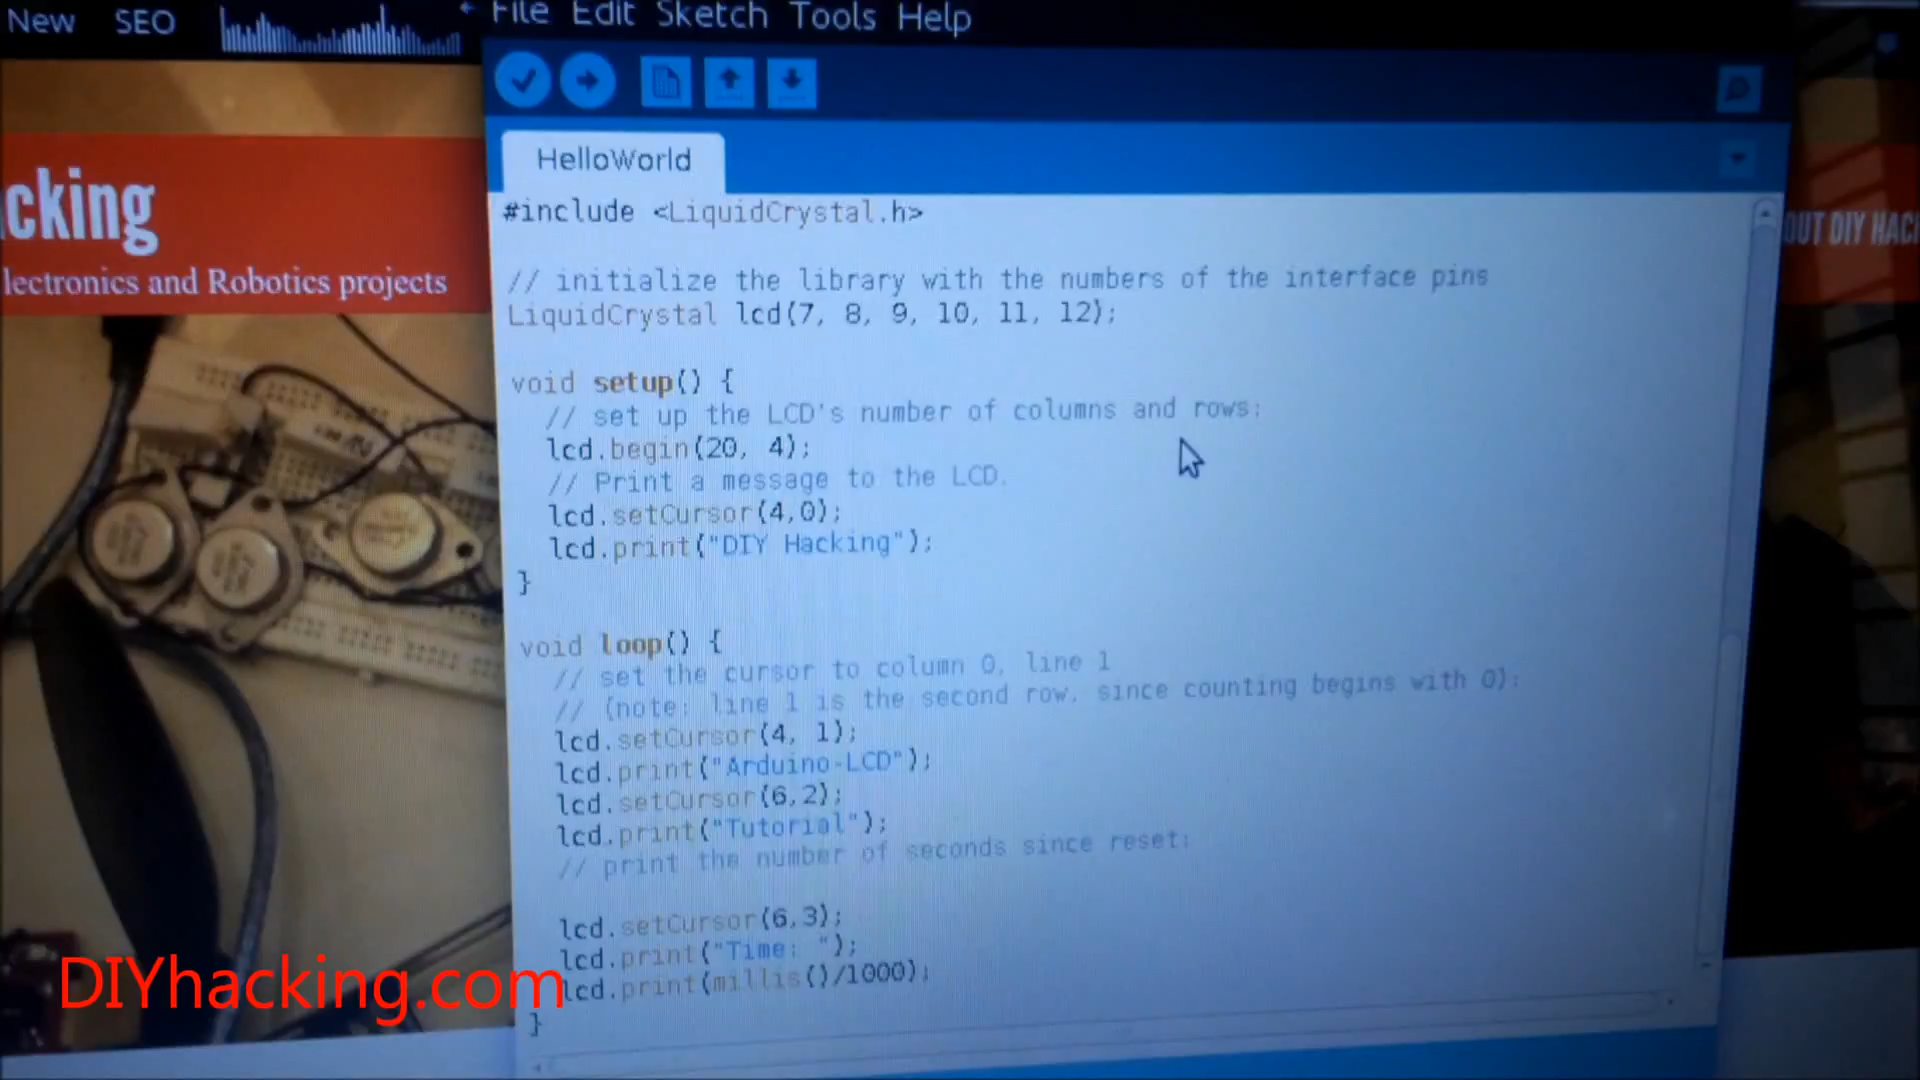 New SEO
File Edit Sketch Tools Help
HelloWorld
cking
lectronics and Robotics projects
OUT DIY HACK
#include <LiquidCrystal.h>
// initialize the library with the numbers of the interface pins
LiquidCrystal lcd(7, 8, 9, 10, 11, 12);
void setup() {
// set up the LCD's number of columns and rows:
lcd.begin(20, 4);
// Print a message to the LCD.
lcd.setCursor(4,0);
lcd.print("DIY Hacking");
}
void loop() {
// set the cursor to column 0, line 1
// (note: line 1 is the second row, since counting begins with 0):
lcd.setCursor(4, 1);
lcd.print("Arduino-LCD");
lcd.setCursor(6,2);
lcd.print("Tutorial");
// print the number of seconds since reset:
lcd.setCursor(6,3);
lcd.print("Time: ");
lcd.print(millis()/1000);
}
DIYhacking.com